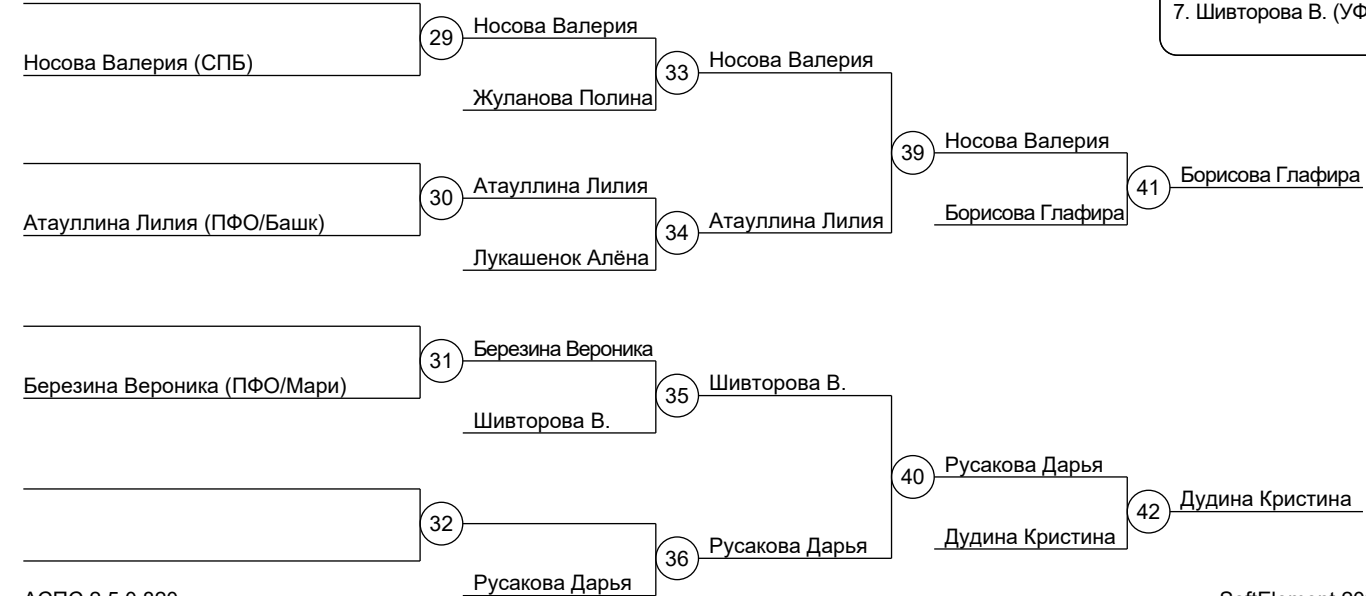 7. Шивторова В. (УФ
Носова Валерия
29
Носова Валерия (СПБ)
Носова Валерия
33
Жуланова Полина
Носова Валерия
39
Борисова Глафира
41
Атауллина Лилия
30
Борисова Глафира
Атауллина Лилия (ПФО/Башк)
Атауллина Лилия
34
Лукашенок Алёна
Березина Вероника
31
Березина Вероника (ПФО/Мари)
Шивторова В.
35
Шивторова В.
Русакова Дарья
40
Дудина Кристина
42
32
Дудина Кристина
Русакова Дарья
36
Русакова Дарья